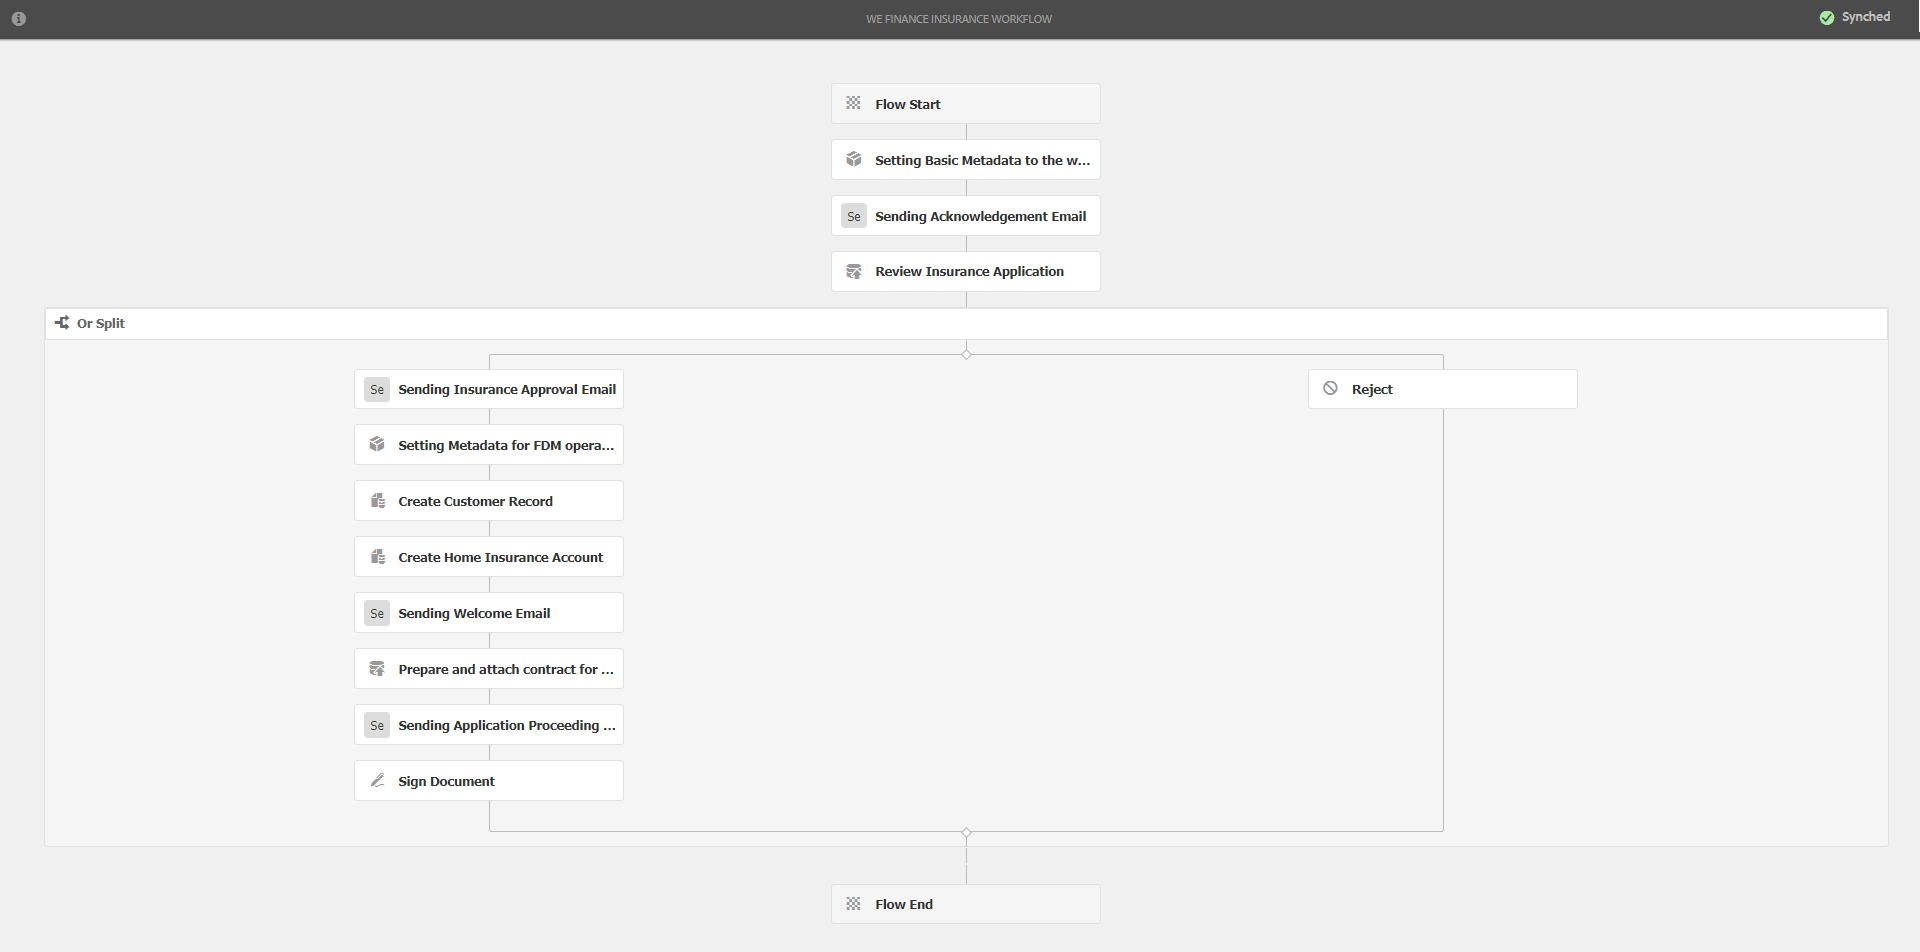 WE FINANCE INSURANCE WORKFLOW
Synched
Flow Start
Setting Basic Metadata to the w...
Se Sending Acknowledgement Email
Review Insurance Application
Or Split
Se Sending Insurance Approval Email
Reject
Setting Metadata for FDM opera...
Create Customer Record
Create Home Insurance Account
Se Sending Welcome Email
Prepare and attach contract for ...
Se Sending Application Proceeding ...
Sign Document
Flow End